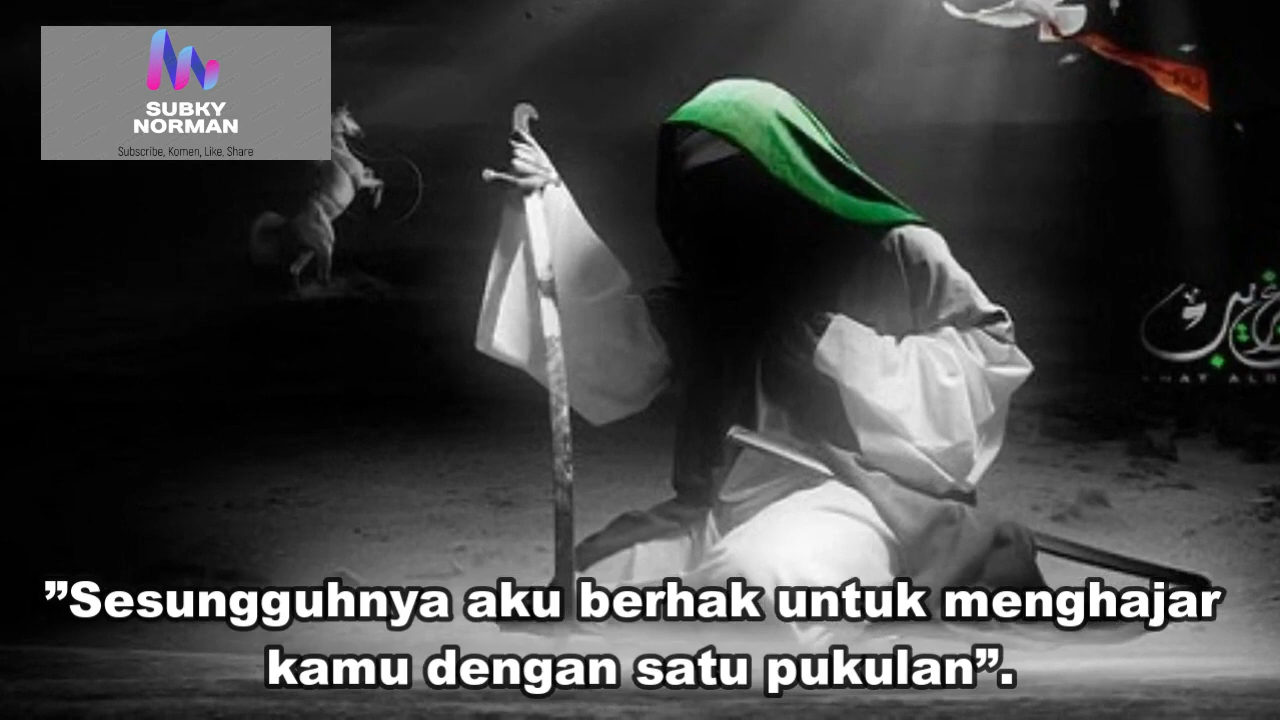 SUBKY
NORMAN
Subscribe, Komen, Like, Share
”Sesungguhnya aku berhak untuk menghajar
kamu dengan satu pukulan”.